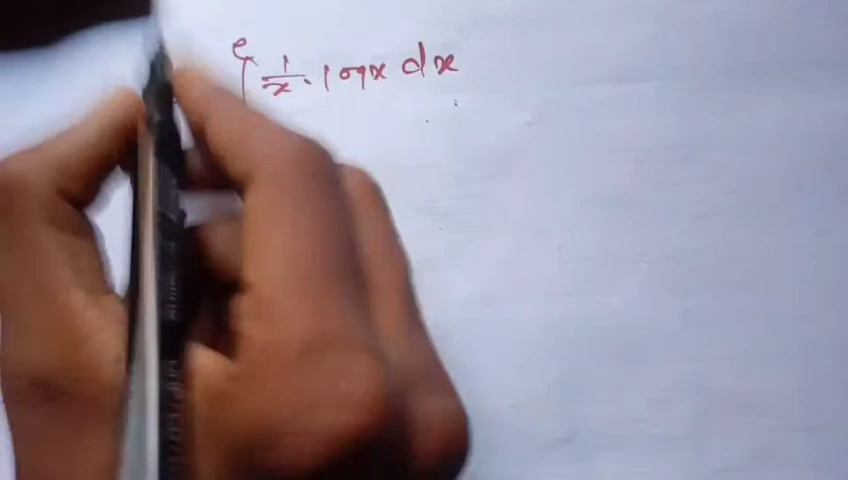 ∫^e 1/x · logx dx